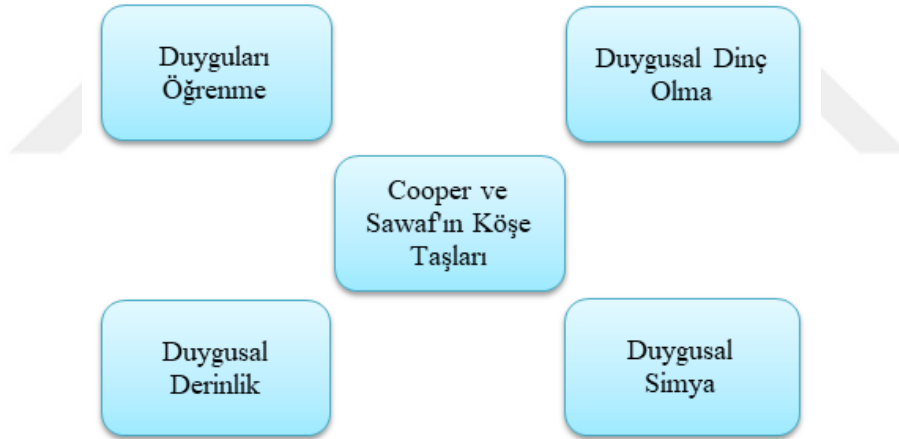 Duyguları
Öğrenme
Duygusal Dinç
Olma
Cooper ve
Sawaf'ın Köşe
Taşları
Duygusal
Derinlik
Duygusal
Simya